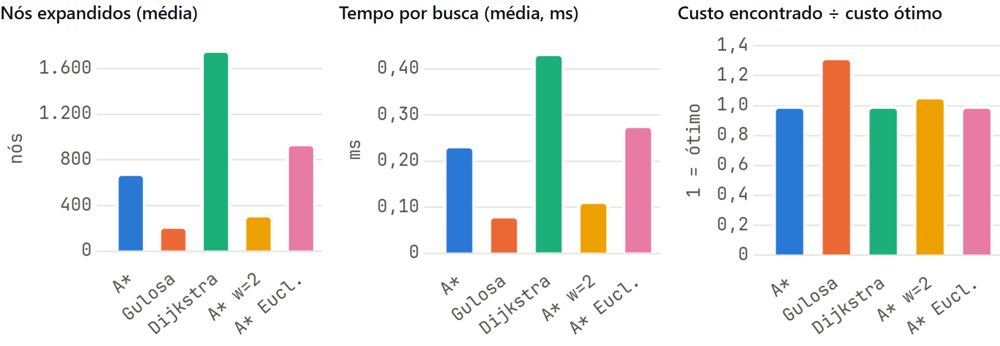 Nós expandidos (média)
1.600
1.200
800
400
0
nós
A*
Gulosa
Dijkstra
A* w=2
A* Eucl.
Tempo por busca (média, ms)
0,40
0,30
0,20
0,10
0
ms
A*
Gulosa
Dijkstra
A* w=2
A* Eucl.
Custo encontrado ÷ custo ótimo
1,4
1,2
1,0
0,8
0,6
0,4
0,2
0
1 = ótimo
A*
Gulosa
Dijkstra
A* w=2
A* Eucl.